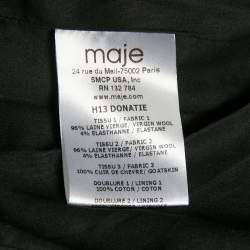 maje
24 rue du Mail-75002 Paris
SMCP USA, Inc
RN 132 784
www.maje.com
H13 DONATIE
TISSU 1 / FABRIC 1
96% LAINE VIERGE/ VIRGIN WOOL
4% ELASTHANNE/ ELASTANE
TISSU 2 / FABRIC 2
96% LAINE VIERGE/ VIRGIN WOOL
4% ELASTHANNE/ ELASTANE
TISSU 3 / FABRIC 3
100% CUIR DE CHEVRE/ GOATSKIN
DOUBLURE 1 / LINING 1
100% COTON / COTTON
DOUBLURE 2 / LINING 2